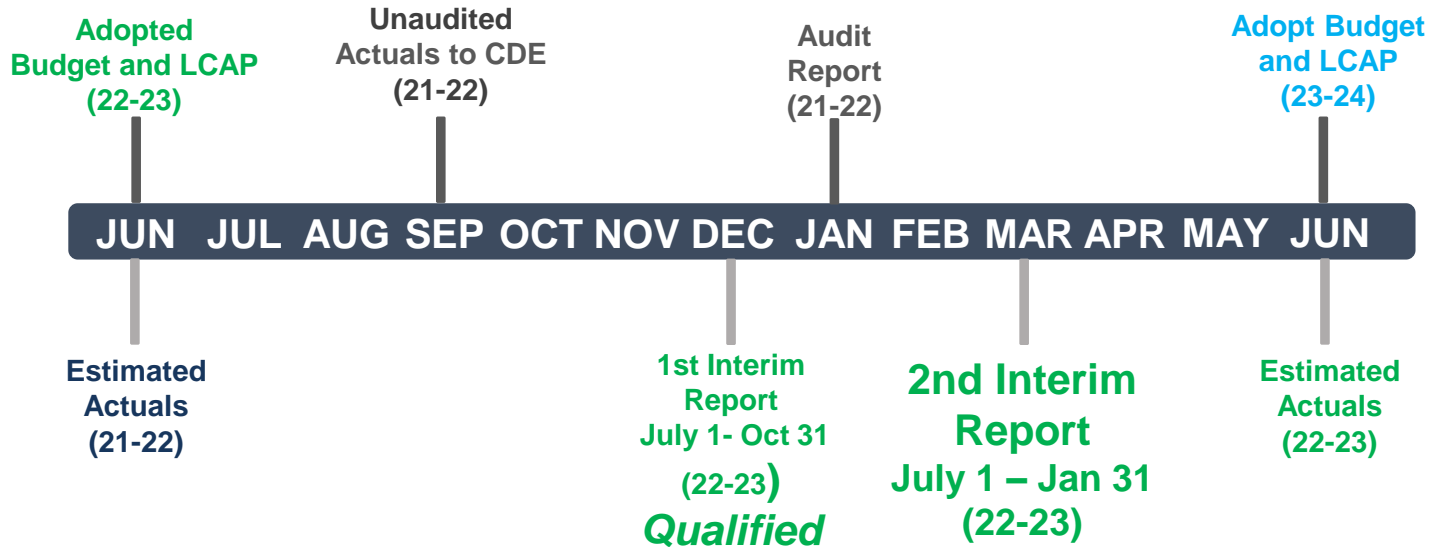 Adopted
Budget and LCAP
(22-23)
Unaudited
Actuals to CDE
(21-22)
Audit
Report
(21-22)
Adopt Budget
and LCAP
(23-24)
JUN JUL AUG SEP OCT NOV DEC JAN FEB MAR APR MAY JUN
Estimated
Actuals
(21-22)
1st Interim
Report
July 1- Oct 31
(22-23)
Qualified
2nd Interim
Report
July 1 – Jan 31
(22-23)
Estimated
Actuals
(22-23)